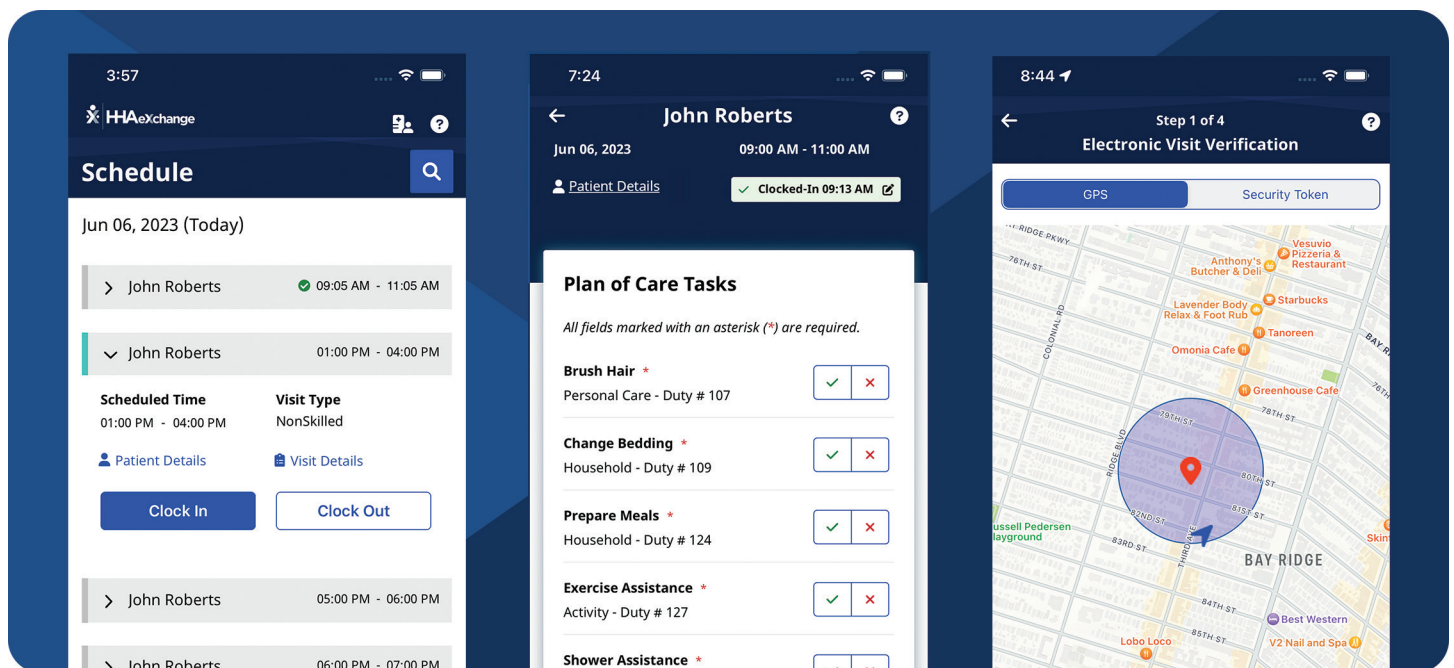 3:57
HHAeXchange
Schedule
Jun 06, 2023 (Today)
John Roberts 09:05 AM - 11:05 AM
John Roberts 01:00 PM - 04:00 PM
Scheduled Time Visit Type
01:00 PM - 04:00 PM NonSkilled
Patient Details Visit Details
Clock In Clock Out
John Roberts 05:00 PM - 06:00 PM
John Roberts 06:00 PM - 07:00 PM
7:24
John Roberts
Jun 06, 2023 09:00 AM - 11:00 AM
Patient Details Clocked-In 09:13 AM
Plan of Care Tasks
All fields marked with an asterisk (*) are required.
Brush Hair *
Personal Care - Duty # 107
Change Bedding *
Household - Duty # 109
Prepare Meals *
Household - Duty # 124
Exercise Assistance *
Activity - Duty # 127
Shower Assistance *
8:44
Step 1 of 4
Electronic Visit Verification
GPS Security Token
RIDGE PKWY
76TH ST
Vesuvio
Pizzeria &
Restaurant
Anthony's
Butcher & Deli
Starbucks
Lavender Body
Relax & Foot Rub
COLONIAL RD
Tanoreen
BAY
Omonia Cafe
Greenhouse Cafe
76TH
78TH ST
79TH ST
RIDGE BLVD
80TH ST
81ST ST
82ND ST
ussell Pedersen
layground
83RD ST
THIRD AVE
Skin
BAY RIDGE
84TH ST
Best Western
85TH ST
Lobo Loco
V2 Nail and Spa